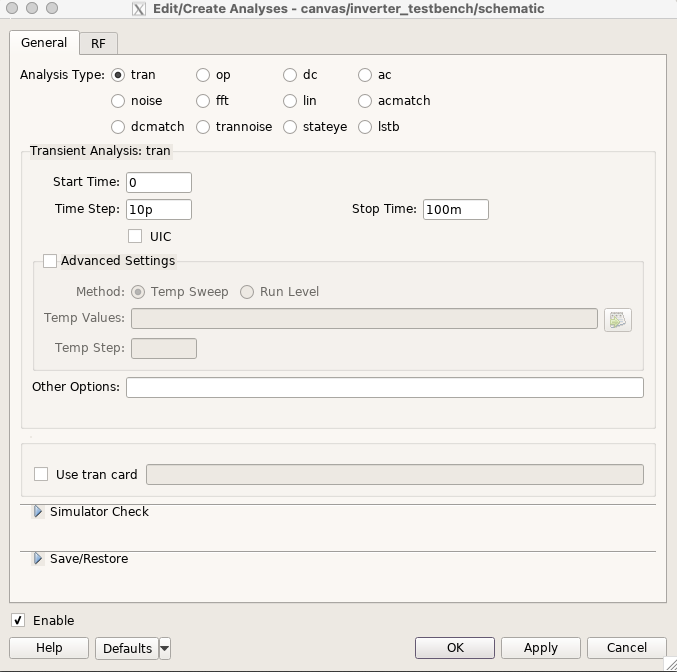 Edit/Create Analyses - canvas/inverter_testbench/schematic
General RF
Analysis Type: tran op dc ac
noise fft lin acmatch
dcmatch trannoise stateye lstb
Transient Analysis: tran
Start Time: 0
Time Step: 10p Stop Time: 100m
UIC
Advanced Settings
Method: Temp Sweep Run Level
Temp Values:
Temp Step:
Other Options:
Use tran card
Simulator Check
Save/Restore
Enable
Help Defaults OK Apply Cancel